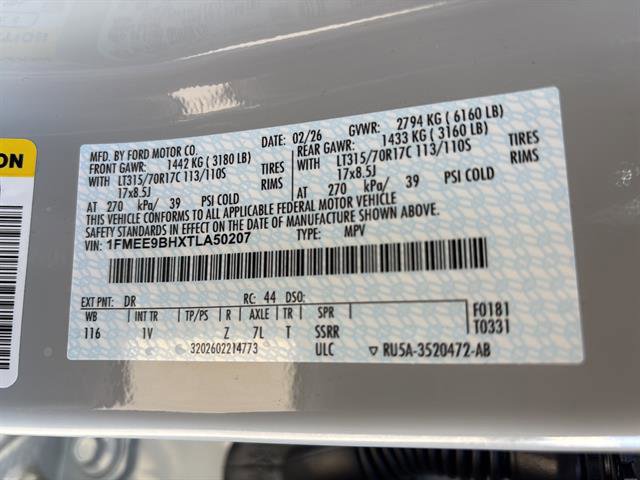 MFD. BY FORD MOTOR CO. DATE: 02/26 GVWR: 2794 KG ( 6160 LB)
FRONT GAWR: 1442 KG ( 3180 LB) REAR GAWR: 1433 KG ( 3160 LB)
WITH LT315/70R17C 113/110S TIRES WITH LT315/70R17C 113/110S TIRES
17x8.5J RIMS 17x8.5J RIMS
AT 270 kPa/ 39 PSI COLD AT 270 kPa/ 39 PSI COLD
THIS VEHICLE CONFORMS TO ALL APPLICABLE FEDERAL MOTOR VEHICLE
SAFETY STANDARDS IN EFFECT ON THE DATE OF MANUFACTURE SHOWN ABOVE.
VIN: 1FMEE9BHXTLA50207 TYPE: MPV
EXT PNT: DR RC: 44 DSO: F0181
WB INT TR TP/PS R AXLE TR SPR T0331
116 1V Z 7L T SSRR
3202602214773 ULC ▽ RU5A-3520472-AB
ON